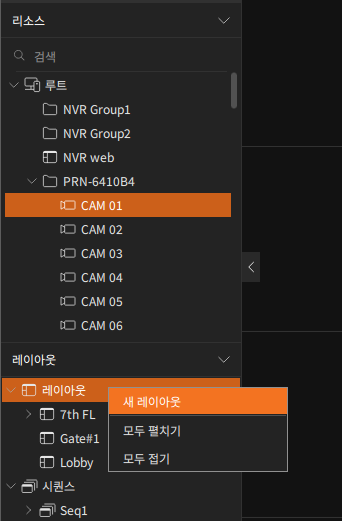 리소스
검색
루트
NVR Group1
NVR Group2
NVR web
PRN-6410B4
CAM 01
CAM 02
CAM 03
CAM 04
CAM 05
CAM 06
레이아웃
레이아웃
새 레이아웃
7th FL
모두 펼치기
Gate#1
모두 접기
Lobby
시퀀스
Seq1